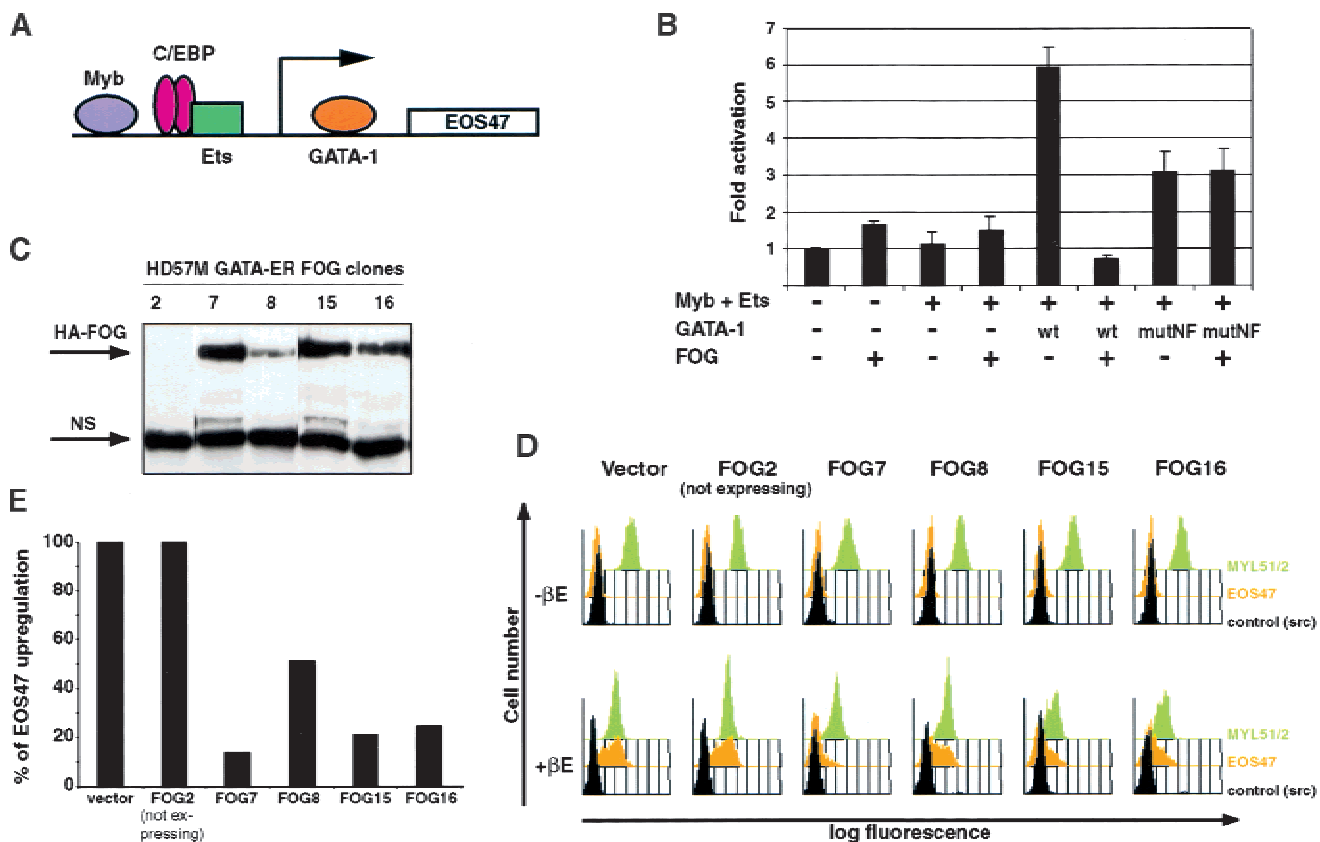 A
C/EBP
Myb
EOS47
Ets
GATA-1
B
Fold activation
7
6
5
4
3
2
1
Myb + Ets - - + + + + + +
GATA-1 - - - - wt wt mutNF mutNF
FOG - + - + - + - +
C
HD57M GATA-ER FOG clones
2 7 8 15 16
HA-FOG
NS
D
Vector FOG2 FOG7 FOG8 FOG15 FOG16
(not expressing)
Cell number
-βE
MYL51/2
EOS47
control (src)
+βE
MYL51/2
EOS47
control (src)
log fluorescence
E
% of EOS47 upregulation
100
80
60
40
20
0
vector FOG2 FOG7 FOG8 FOG15 FOG16
(not ex-
pressing)